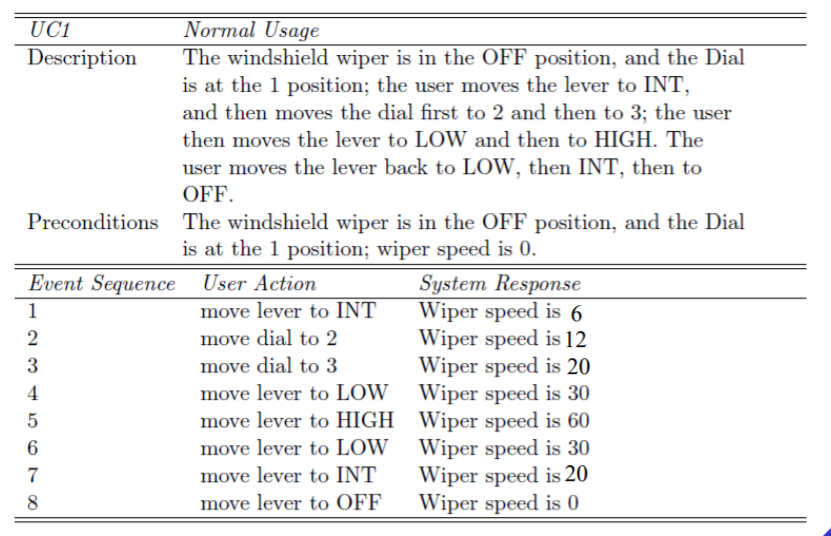 UC1 Normal Usage
Description The windshield wiper is in the OFF position, and the Dial
is at the 1 position; the user moves the lever to INT,
and then moves the dial first to 2 and then to 3; the user
then moves the lever to LOW and then to HIGH. The
user moves the lever back to LOW, then INT, then to
OFF.
Preconditions The windshield wiper is in the OFF position, and the Dial
is at the 1 position; wiper speed is 0.
Event Sequence User Action System Response
1 move lever to INT Wiper speed is 6
2 move dial to 2 Wiper speed is 12
3 move dial to 3 Wiper speed is 20
4 move lever to LOW Wiper speed is 30
5 move lever to HIGH Wiper speed is 60
6 move lever to LOW Wiper speed is 30
7 move lever to INT Wiper speed is 20
8 move lever to OFF Wiper speed is 0